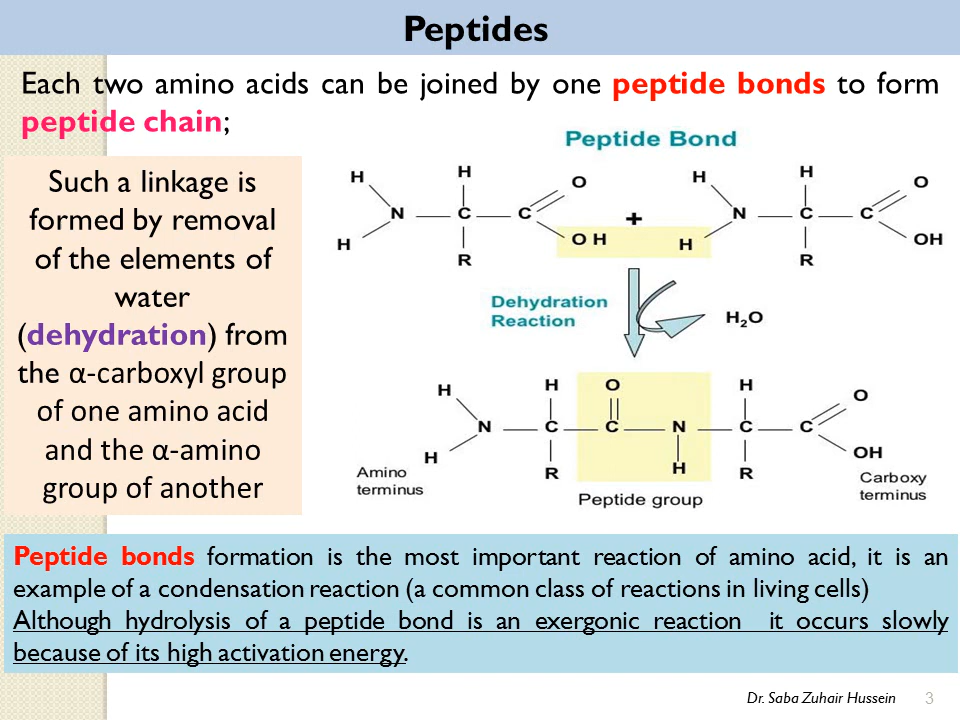 Peptides
Each two amino acids can be joined by one peptide bonds to form
peptide chain;
Such a linkage is
formed by removal
of the elements of
water
(dehydration) from
the α-carboxyl group
of one amino acid
and the α-amino
group of another
Peptide Bond
H H O H H O
N C C + N C C
H O H H OH
R R
Dehydration
Reaction
H₂O
H H O H O
N C C N C C
H R H R OH
Amino
terminus
Peptide group
Carboxy
terminus
Peptide bonds formation is the most important reaction of amino acid, it is an
example of a condensation reaction (a common class of reactions in living cells)
Although hydrolysis of a peptide bond is an exergonic reaction it occurs slowly
because of its high activation energy.
Dr. Saba Zuhair Hussein 3